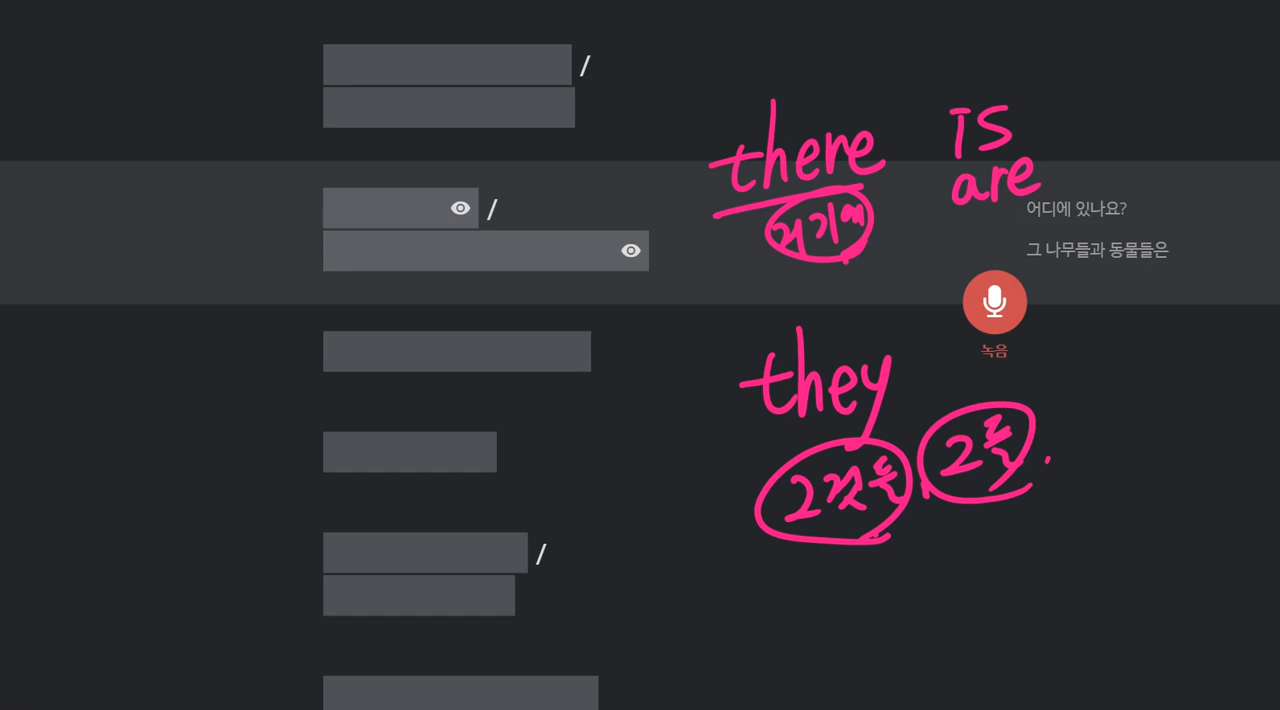 /
there is
are
거기에
/
어디에 있나요?
그 나무들과 동물들은
녹음
they
그것들, 그들.